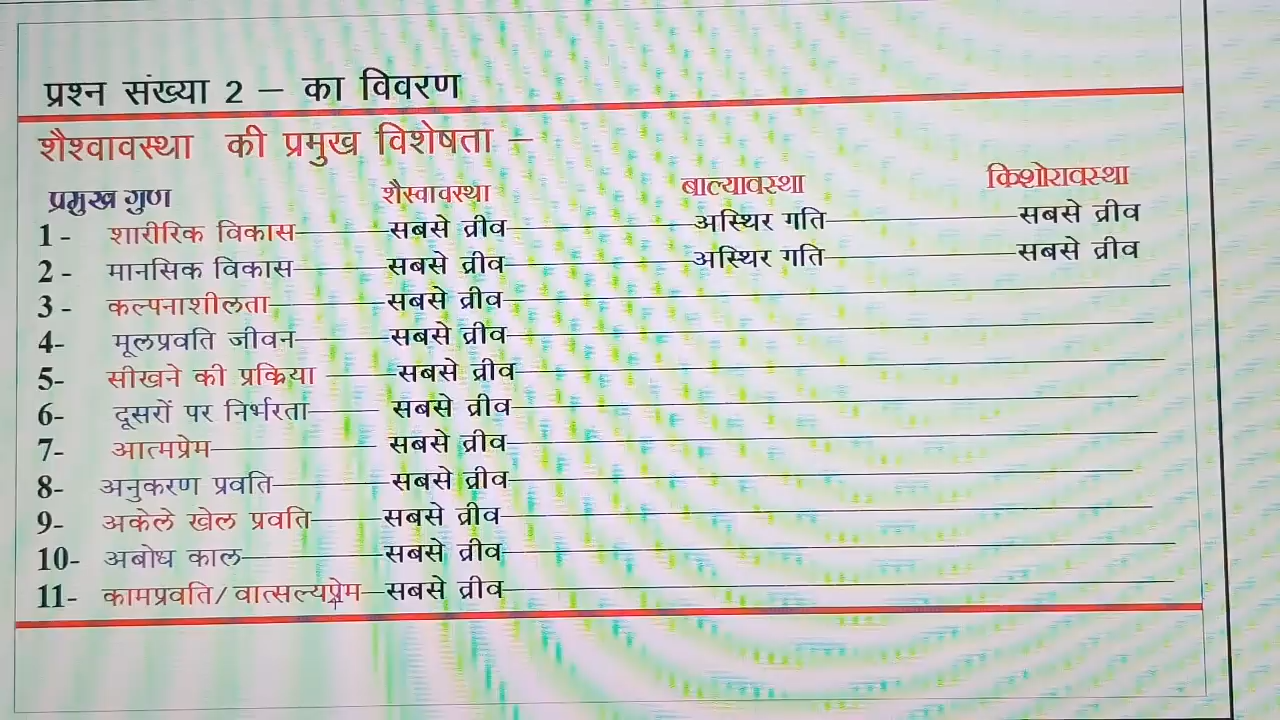 प्रश्न संख्या 2 – का विवरण
शैश्वावस्था की प्रमुख विशेषता –
प्रमुख गुण शैस्वावस्था बाल्यावस्था किशोरावस्था
1- शारीरिक विकास सबसे व्रीव अस्थिर गति सबसे व्रीव
2- मानसिक विकास सबसे व्रीव अस्थिर गति सबसे व्रीव
3- कल्पनाशीलता सबसे व्रीव
4- मूलप्रवति जीवन सबसे व्रीव
5- सीखने की प्रकिया सबसे व्रीव
6- दूसरों पर निर्भरता सबसे व्रीव
7- आत्मप्रेम सबसे व्रीव
8- अनुकरण प्रवति सबसे व्रीव
9- अकेले खेल प्रवति सबसे व्रीव
10- अबोध काल सबसे व्रीव
11- कामप्रवति/वात्सल्यप्रेम सबसे व्रीव